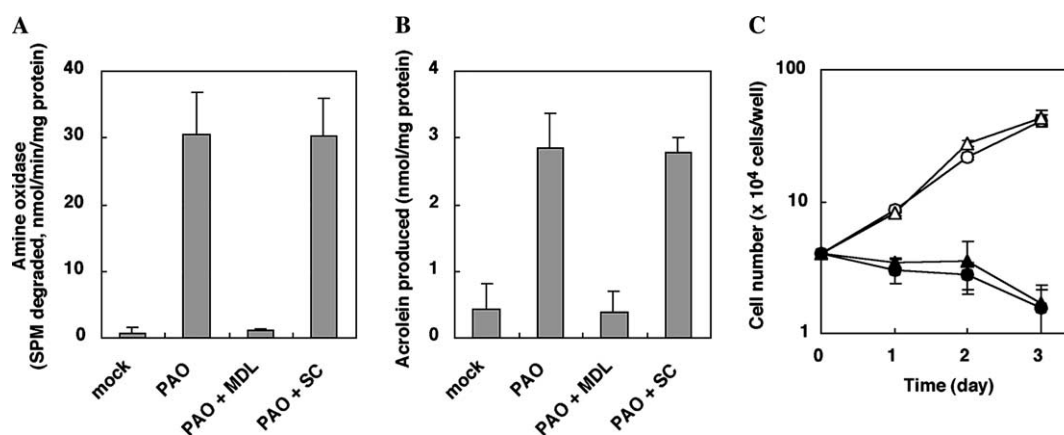 A
Amine oxidase
(SPM degraded, nmol/min/mg protein)
40
30
20
10
0
mock
PAO
PAO + MDL
PAO + SC
B
Acrolein produced (nmol/mg protein)
4
3
2
1
0
mock
PAO
PAO + MDL
PAO + SC
C
Cell number (x 10⁴ cells/well)
100
10
1
0
1
2
3
Time (day)